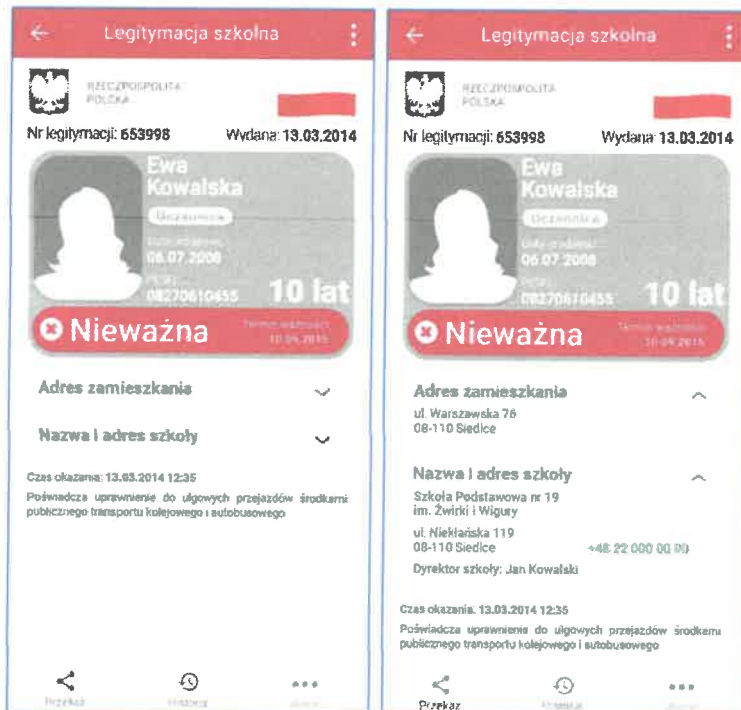 Legitymacja szkolna
RZECZPOSPOLITA
POLSKA
Nr legitymacji: 653998 Wydana: 13.03.2014
Ewa
Kowalska
Uczennica
Data urodzenia:
06.07.2008
PESEL:
08270610455
10 lat
Nieważna
Termin ważności:
10.09.2015
Adres zamieszkania
Nazwa i adres szkoły
Czas okazania: 13.03.2014 12:35
Poświadcza uprawnienie do ulgowych przejazdów środkami
publicznego transportu kolejowego i autobusowego
Przekaż
Historia
Legitymacja szkolna
RZECZPOSPOLITA
POLSKA
Nr legitymacji: 653998 Wydana: 13.03.2014
Ewa
Kowalska
Uczennica
Data urodzenia:
06.07.2008
PESEL:
08270610455
10 lat
Nieważna
Termin ważności:
10.09.2015
Adres zamieszkania
ul. Warszawska 76
08-110 Siedlce
Nazwa i adres szkoły
Szkoła Podstawowa nr 19
im. Żwirki i Wigury
ul. Nieklańska 119
08-110 Siedlce +48 22 000 00 00
Dyrektor szkoły: Jan Kowalski
Czas okazania: 13.03.2014 12:35
Poświadcza uprawnienie do ulgowych przejazdów środkami
publicznego transportu kolejowego i autobusowego
Przekaż
Historia